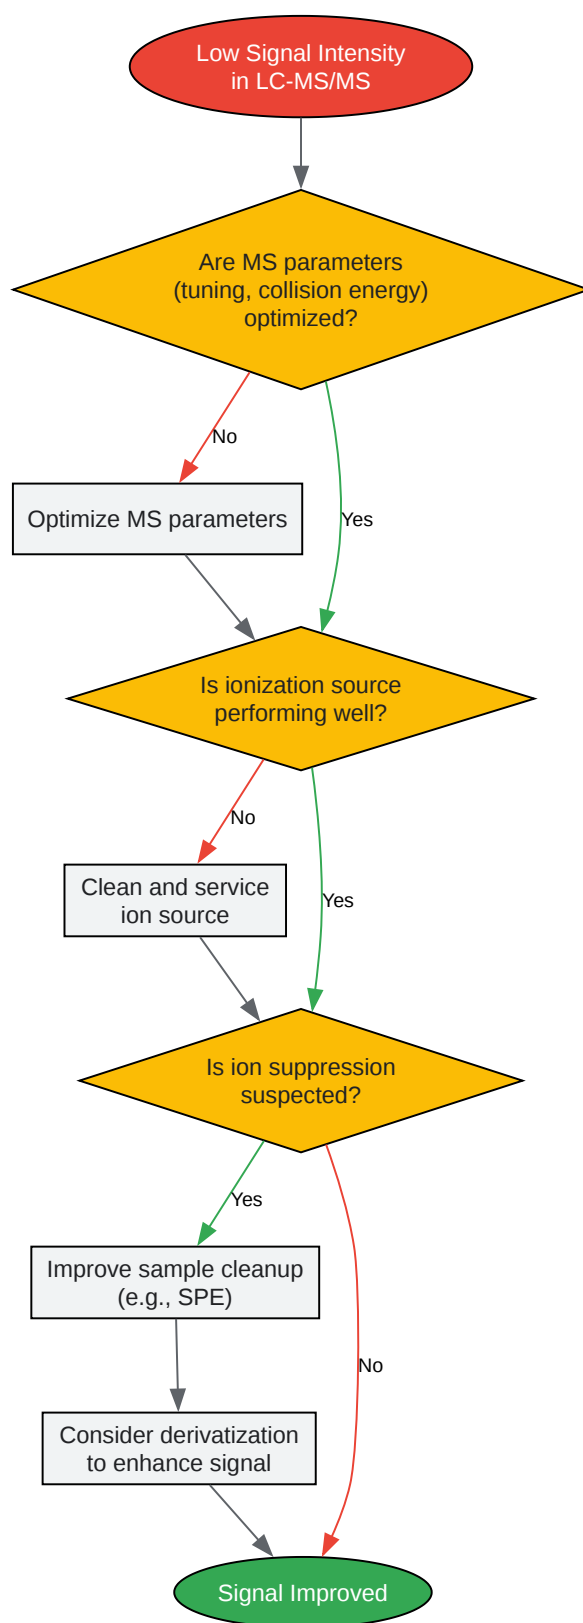 Low Signal Intensity
in LC-MS/MS
Are MS parameters
(tuning, collision energy)
optimized?
No
Yes
Optimize MS parameters
Is ionization source
performing well?
No
Yes
Clean and service
ion source
Is ion suppression
suspected?
Yes
No
Improve sample cleanup
(e.g., SPE)
Consider derivatization
to enhance signal
Signal Improved